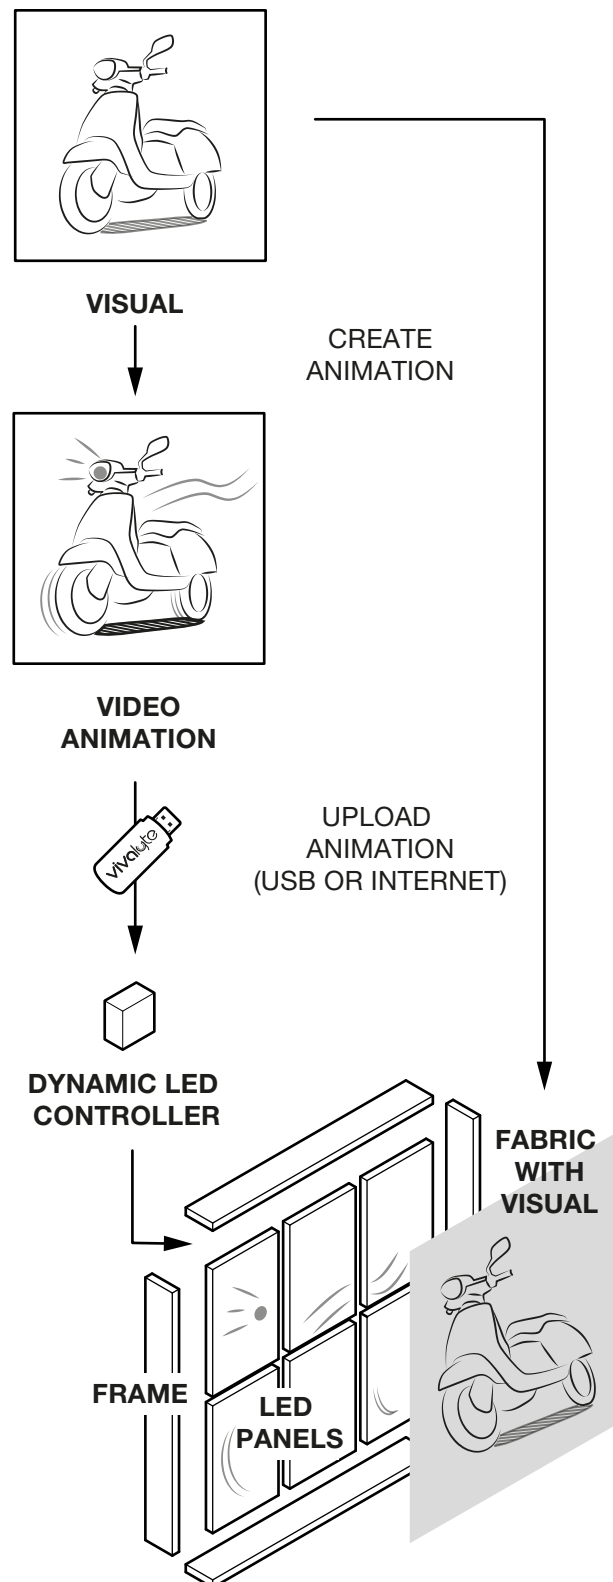 VISUAL
CREATE
ANIMATION
VIDEO
ANIMATION
vivalyte
UPLOAD
ANIMATION
(USB OR INTERNET)
DYNAMIC LED
CONTROLLER
FABRIC
WITH
VISUAL
FRAME
LED
PANELS